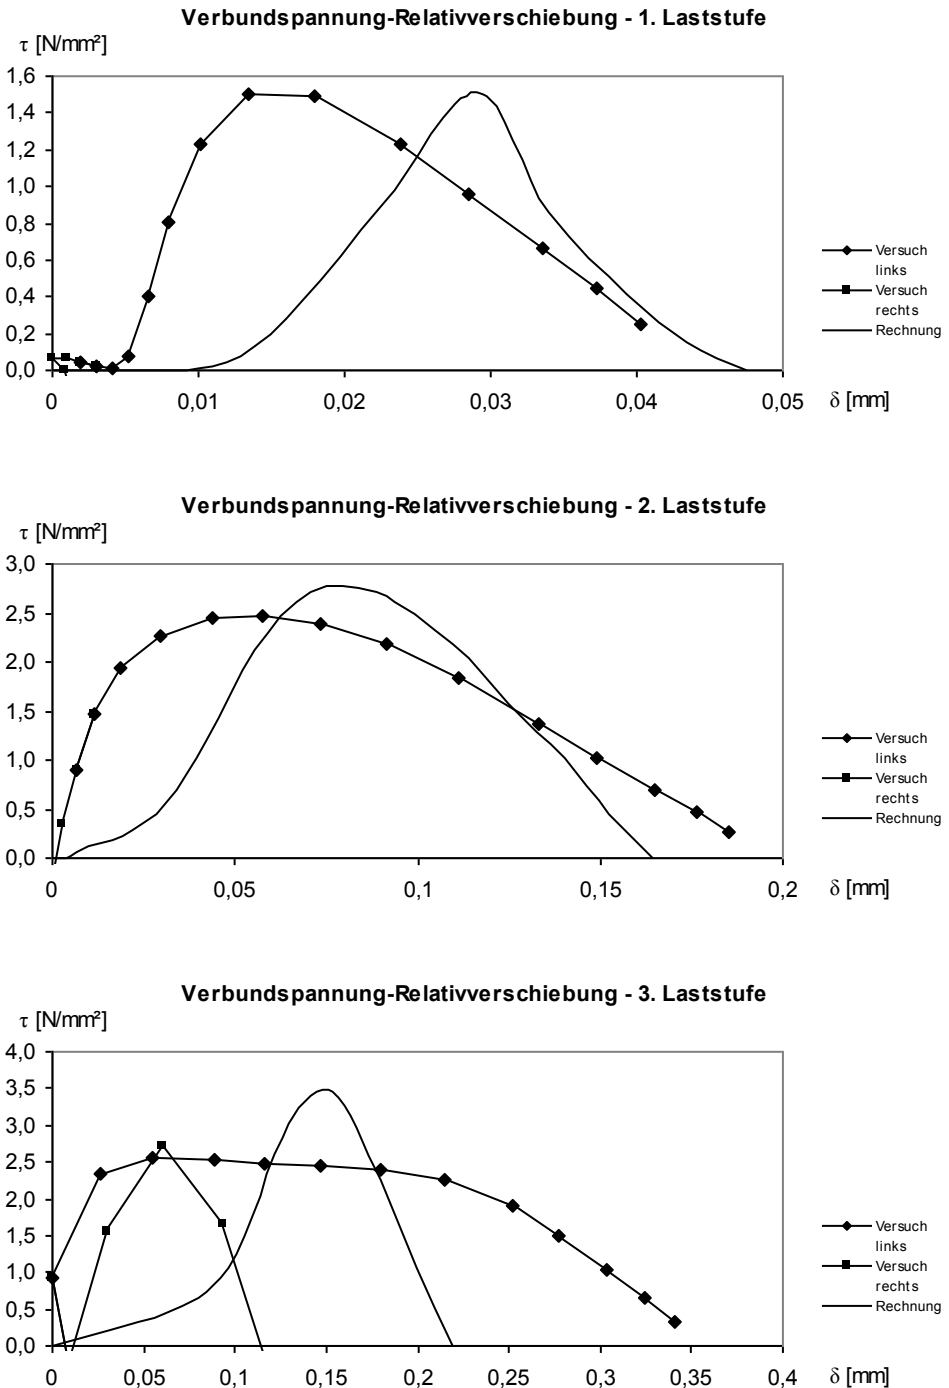 Verbundspannung-Relativverschiebung - 1. Laststufe
τ [N/mm²]
1,6
1,4
1,2
1,0
0,8
0,6
0,4
0,2
0,0
0 0,01 0,02 0,03 0,04 0,05 δ [mm]
Versuch
links
Versuch
rechts
Rechnung
Verbundspannung-Relativverschiebung - 2. Laststufe
τ [N/mm²]
3,0
2,5
2,0
1,5
1,0
0,5
0,0
0 0,05 0,1 0,15 0,2 δ [mm]
Versuch
links
Versuch
rechts
Rechnung
Verbundspannung-Relativverschiebung - 3. Laststufe
τ [N/mm²]
4,0
3,5
3,0
2,5
2,0
1,5
1,0
0,5
0,0
0 0,05 0,1 0,15 0,2 0,25 0,3 0,35 0,4 δ [mm]
Versuch
links
Versuch
rechts
Rechnung